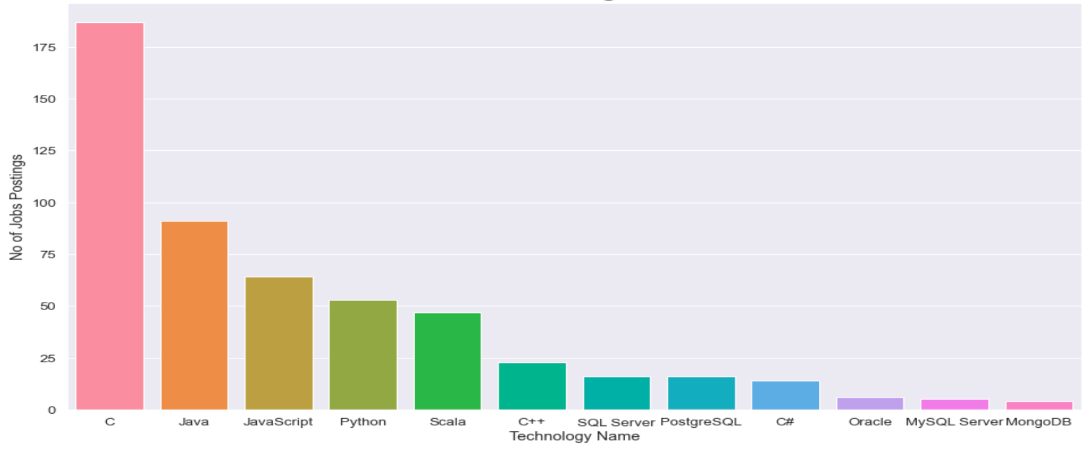 No of Jobs Postings
175
150
125
100
75
50
25
0
C Java JavaScript Python Scala C++ SQL Server PostgreSQL C# Oracle MySQL Server MongoDB
Technology Name